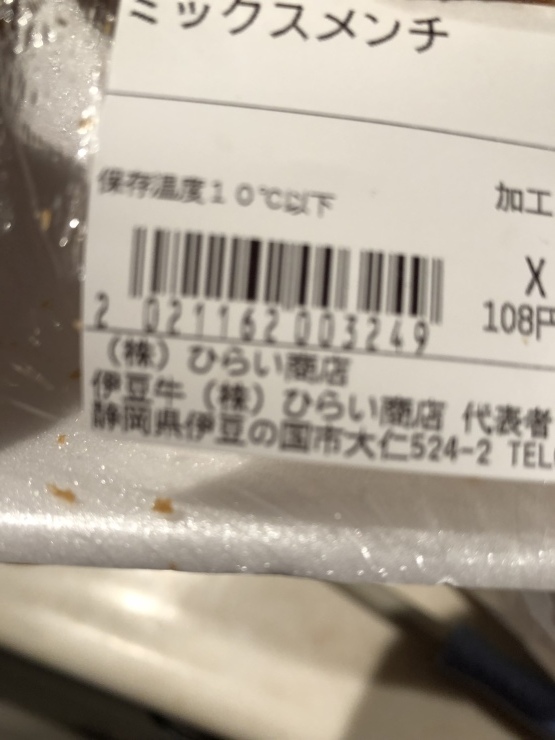 ミックスメンチ
保存温度10℃以下
加工
X
108円
2 021162 003249
(株)ひらい商店
伊豆牛(株)ひらい商店 代表者
静岡県伊豆の国市大仁524-2 TEL